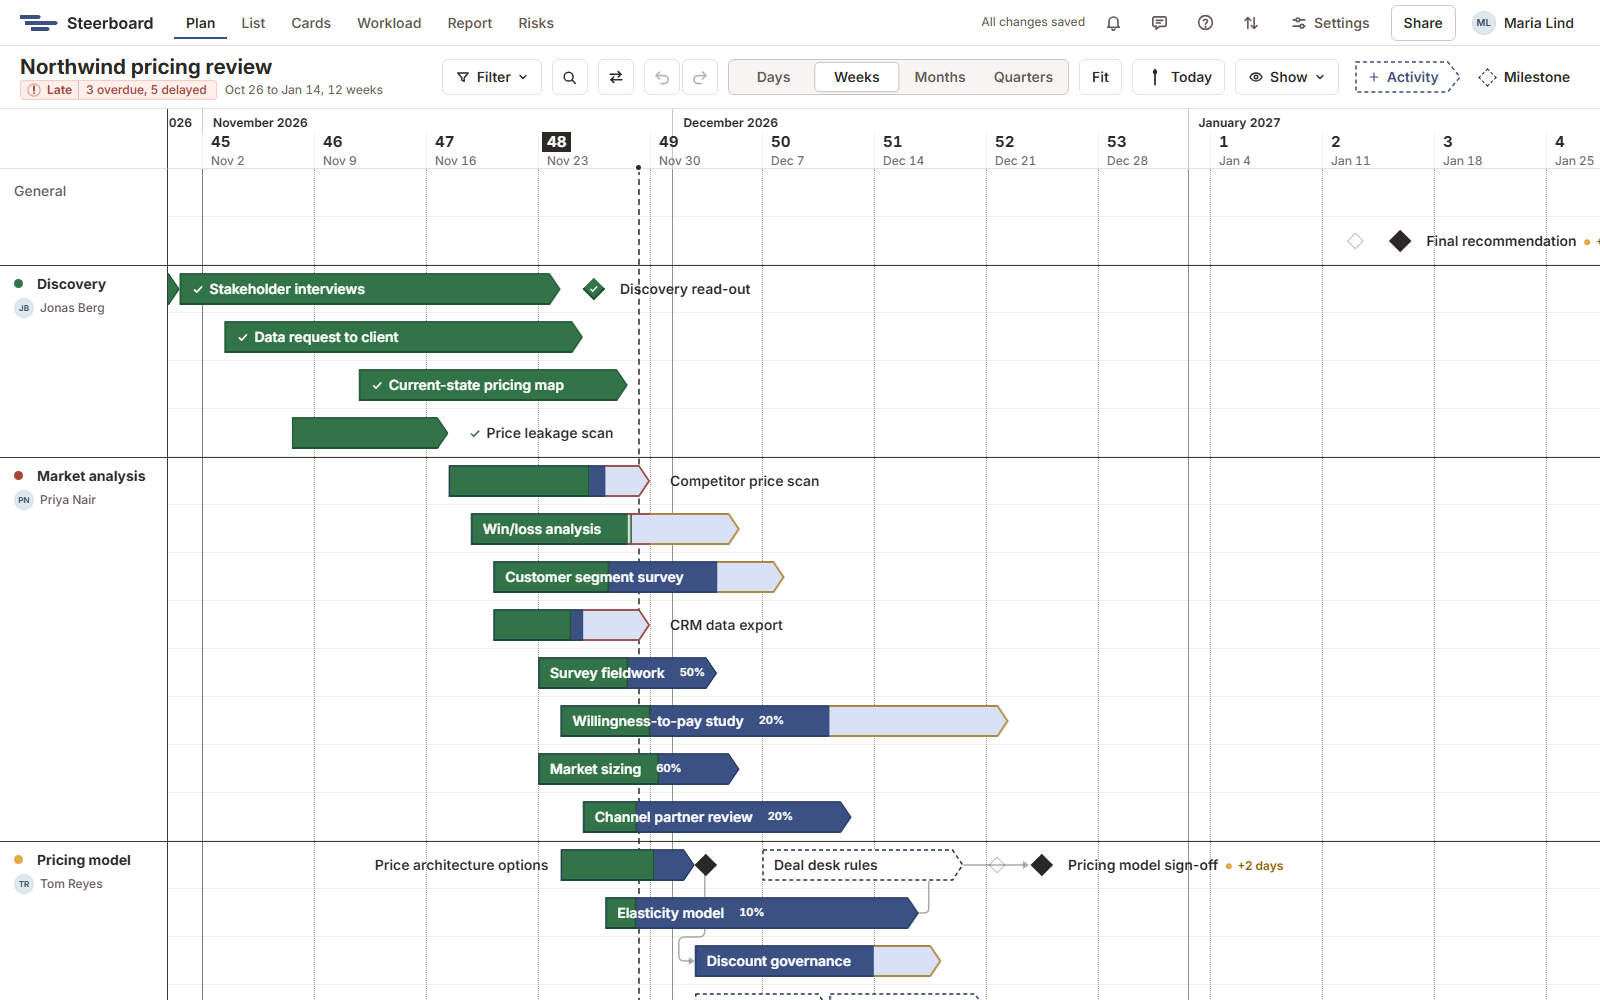 Steerboard Plan List Cards Workload Report Risks All changes saved Settings Share ML Maria Lind
Northwind pricing review
Late 3 overdue, 5 delayed Oct 26 to Jan 14, 12 weeks
Filter Days Weeks Months Quarters Fit Today Show + Activity Milestone
026 November 2026 December 2026 January 2027
45 46 47 48 49 50 51 52 53 1 2 3 4
Nov 2 Nov 9 Nov 16 Nov 23 Nov 30 Dec 7 Dec 14 Dec 21 Dec 28 Jan 4 Jan 11 Jan 18 Jan 25
General
Final recommendation
Discovery
JB Jonas Berg
Stakeholder interviews Discovery read-out
Data request to client
Current-state pricing map
Price leakage scan
Market analysis
PN Priya Nair
Competitor price scan
Win/loss analysis
Customer segment survey
CRM data export
Survey fieldwork 50%
Willingness-to-pay study 20%
Market sizing 60%
Channel partner review 20%
Pricing model
TR Tom Reyes
Price architecture options Deal desk rules Pricing model sign-off +2 days
Elasticity model 10%
Discount governance